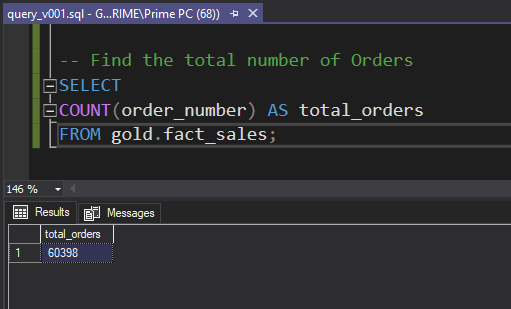 query_v001.sql - G...RIME\Prime PC (68))
-- Find the total number of Orders
SELECT
COUNT(order_number) AS total_orders
FROM gold.fact_sales;
146 %
Results Messages
total_orders
1 60398